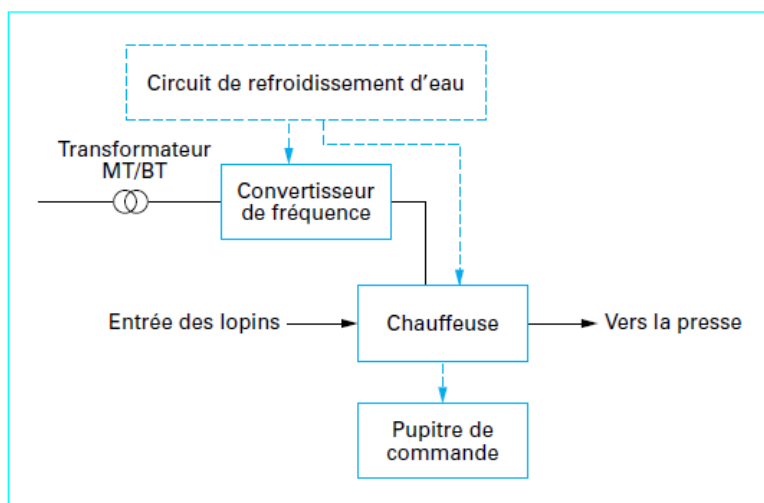 Circuit de refroidissement d'eau
Transformateur
MT/BT
Convertisseur
de fréquence
Entrée des lopins
Chauffeuse
Vers la presse
Pupitre de
commande